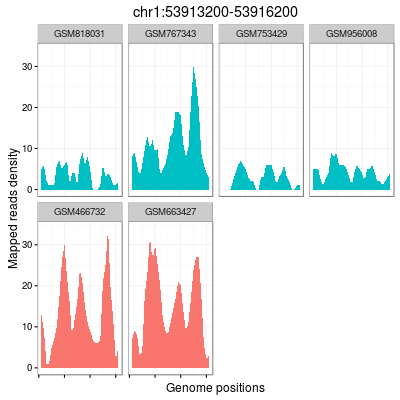 chr1:53913200-53916200
GSM818031 GSM767343 GSM753429 GSM956008
30
20
10
0
GSM466732 GSM663427
30
20
10
0
Mapped reads density
Genome positions